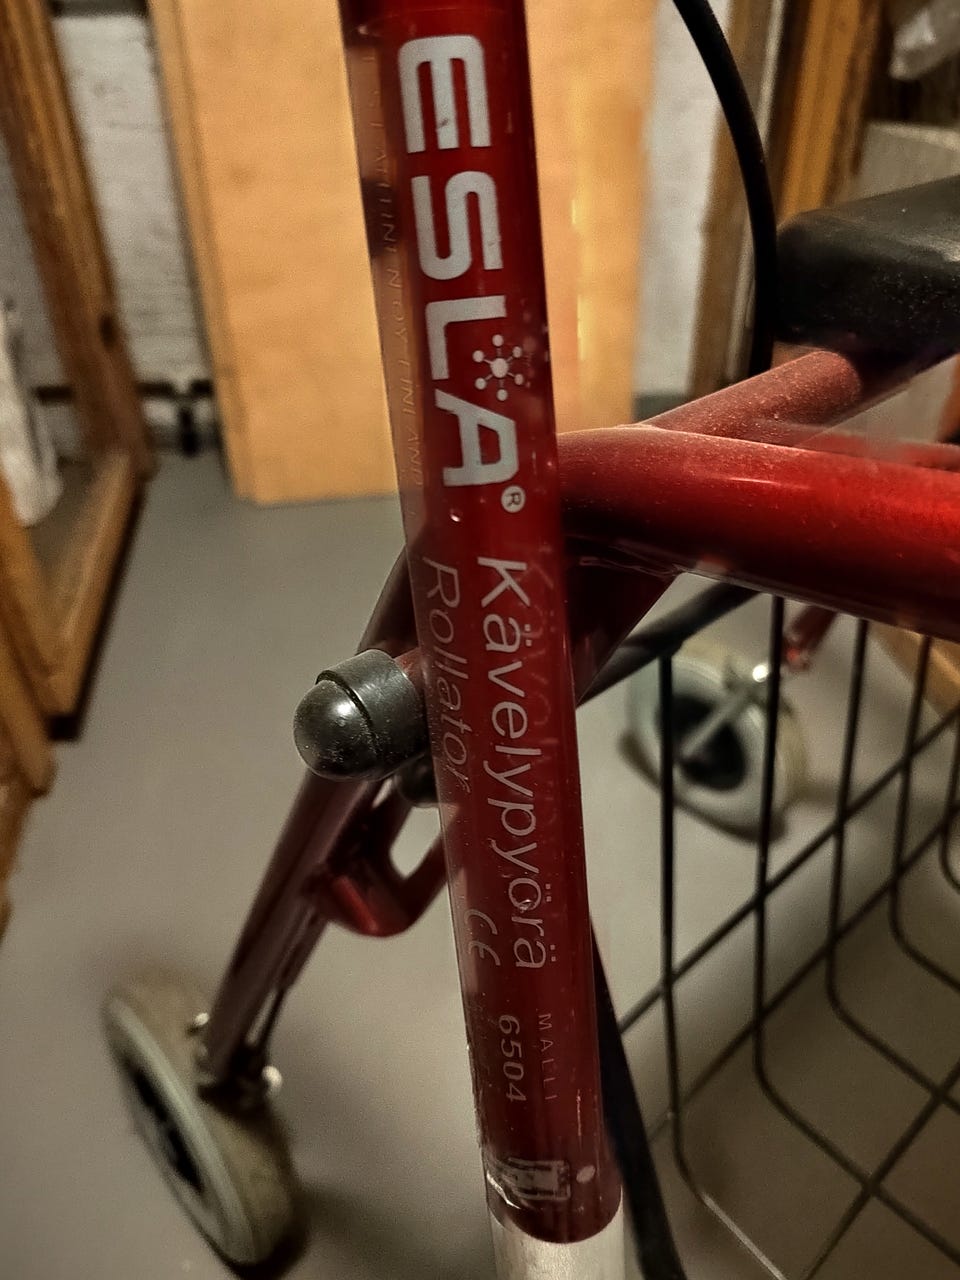 ESLA®
Kävelypyörä
Rollator
CE
MALLI
6504